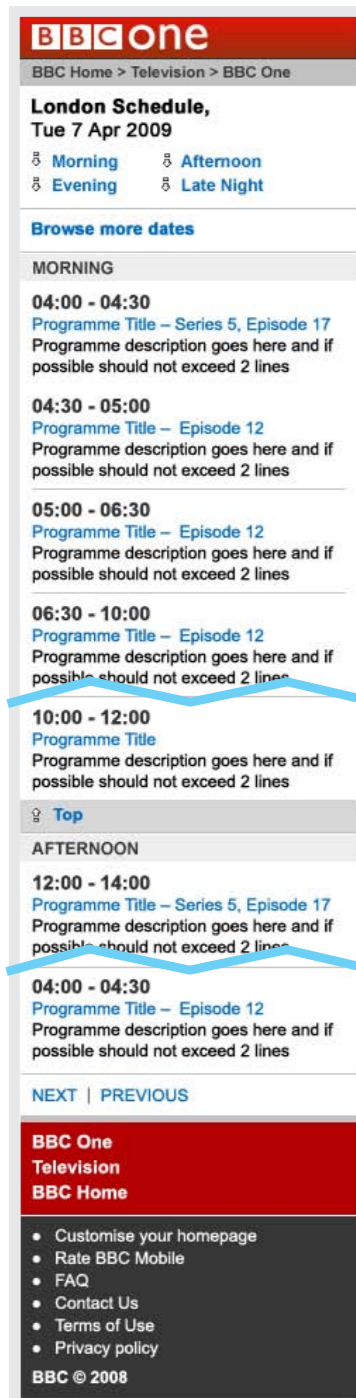 BBC one
BBC Home > Television > BBC One
London Schedule,
Tue 7 Apr 2009
Morning Afternoon
Evening Late Night
Browse more dates
MORNING
04:00 - 04:30
Programme Title – Series 5, Episode 17
Programme description goes here and if
possible should not exceed 2 lines
04:30 - 05:00
Programme Title – Episode 12
Programme description goes here and if
possible should not exceed 2 lines
05:00 - 06:30
Programme Title – Episode 12
Programme description goes here and if
possible should not exceed 2 lines
06:30 - 10:00
Programme Title – Episode 12
Programme description goes here and if
possible should not exceed 2 lines
10:00 - 12:00
Programme Title
Programme description goes here and if
possible should not exceed 2 lines
Top
AFTERNOON
12:00 - 14:00
Programme Title – Series 5, Episode 17
Programme description goes here and if
possible should not exceed 2 lines
04:00 - 04:30
Programme Title – Episode 12
Programme description goes here and if
possible should not exceed 2 lines
NEXT | PREVIOUS
BBC One
Television
BBC Home
• Customise your homepage
• Rate BBC Mobile
• FAQ
• Contact Us
• Terms of Use
• Privacy policy
BBC © 2008